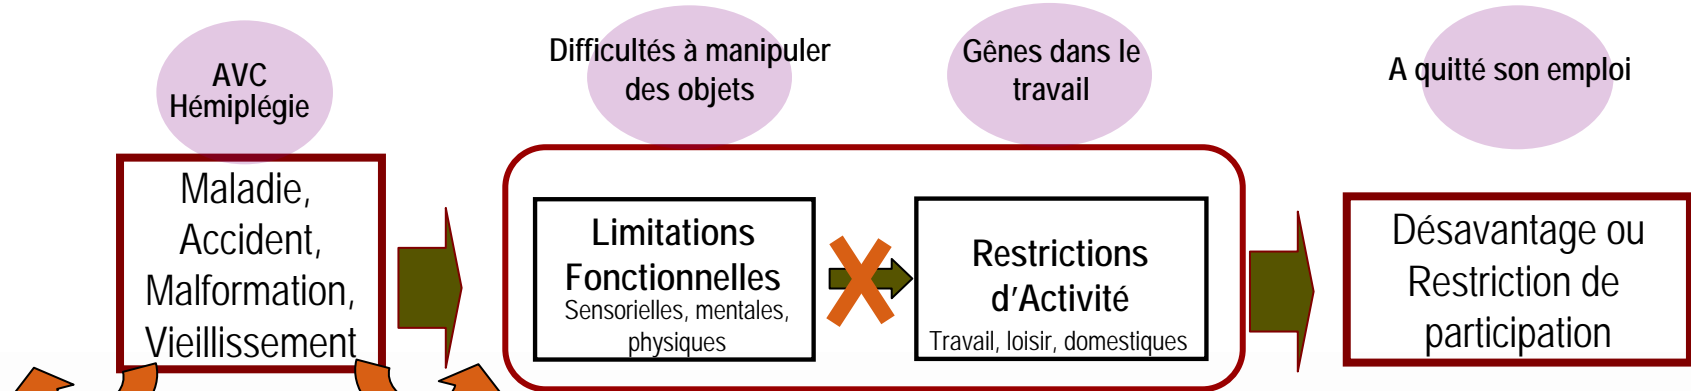 AVC
Hémiplégie
Difficultés à manipuler
des objets
Gênes dans le
travail
A quitté son emploi
Maladie,
Accident,
Malformation,
Vieillissement
Limitations
Fonctionnelles
Sensorielles, mentales,
physiques
Restrictions
d'Activité
Travail, loisir, domestiques
Désavantage ou
Restriction de
participation